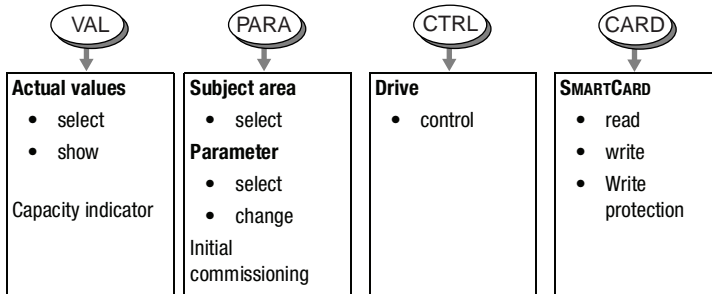 VAL
PARA
CTRL
CARD
Actual values
• select
• show
Capacity indicator
Subject area
• select
Parameter
• select
• change
Initial
commissioning
Drive
• control
SMARTCARD
• read
• write
• Write
protection